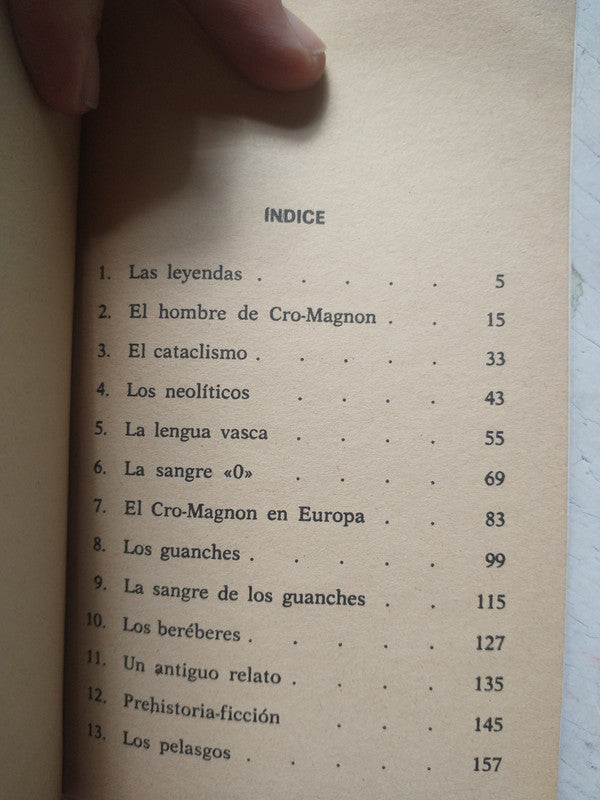 ÍNDICE
1. Las leyendas . . . . . 5
2. El hombre de Cro-Magnon . . 15
3. El cataclismo . . . . . 33
4. Los neolíticos . . . . 43
5. La lengua vasca . . . . 55
6. La sangre «0» . . . . 69
7. El Cro-Magnon en Europa . . 83
8. Los guanches . . . . . 99
9. La sangre de los guanches . . 115
10. Los beréberes . . . . . 127
11. Un antiguo relato . . . . 135
12. Prehistoria-ficción . . . 145
13. Los pelasgos . . . . . 157